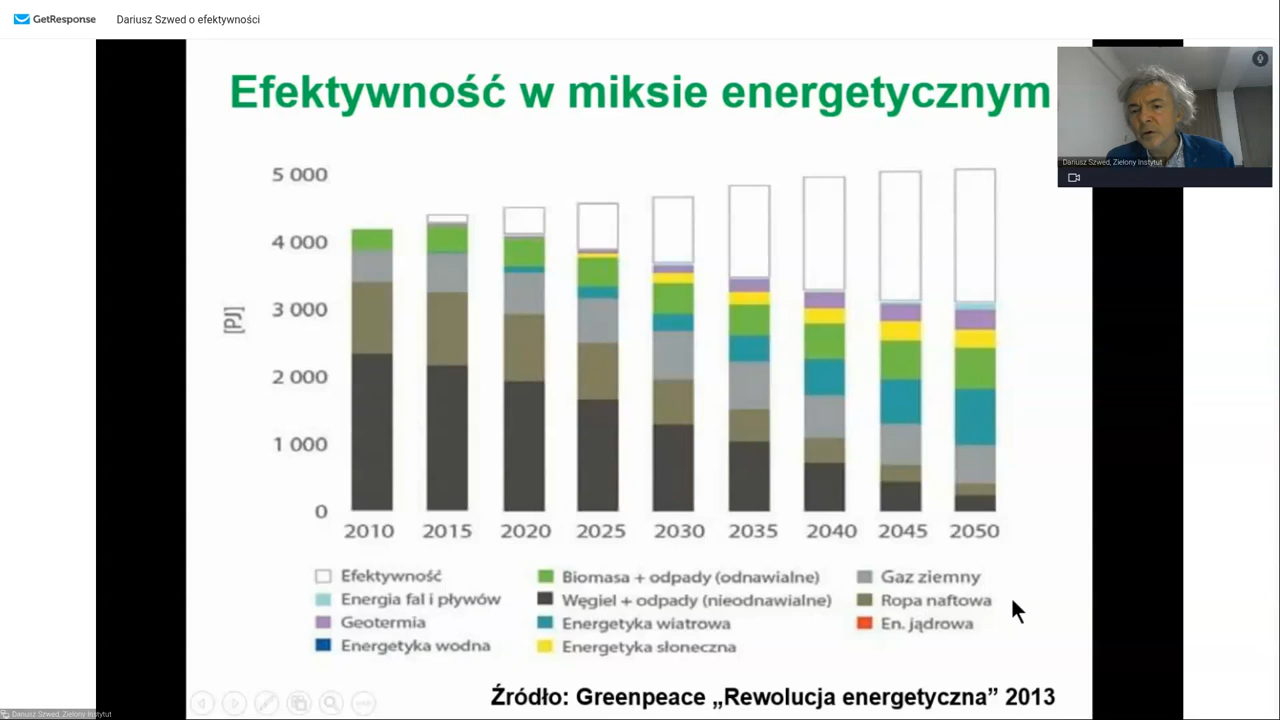 GetResponse Dariusz Szwed o efektywności
Efektywność w miksie energetycznym
Dariusz Szwed, Zielony Instytut
5 000
4 000
3 000
[PJ]
2 000
1 000
0
2010 2015 2020 2025 2030 2035 2040 2045 2050
Efektywność Biomasa + odpady (odnawialne) Gaz ziemny
Energia fal i pływów Węgiel + odpady (nieodnawialne) Ropa naftowa
Geotermia Energetyka wiatrowa En. jądrowa
Energetyka wodna Energetyka słoneczna
Źródło: Greenpeace „Rewolucja energetyczna” 2013
Dariusz Szwed, Zielony Instytut